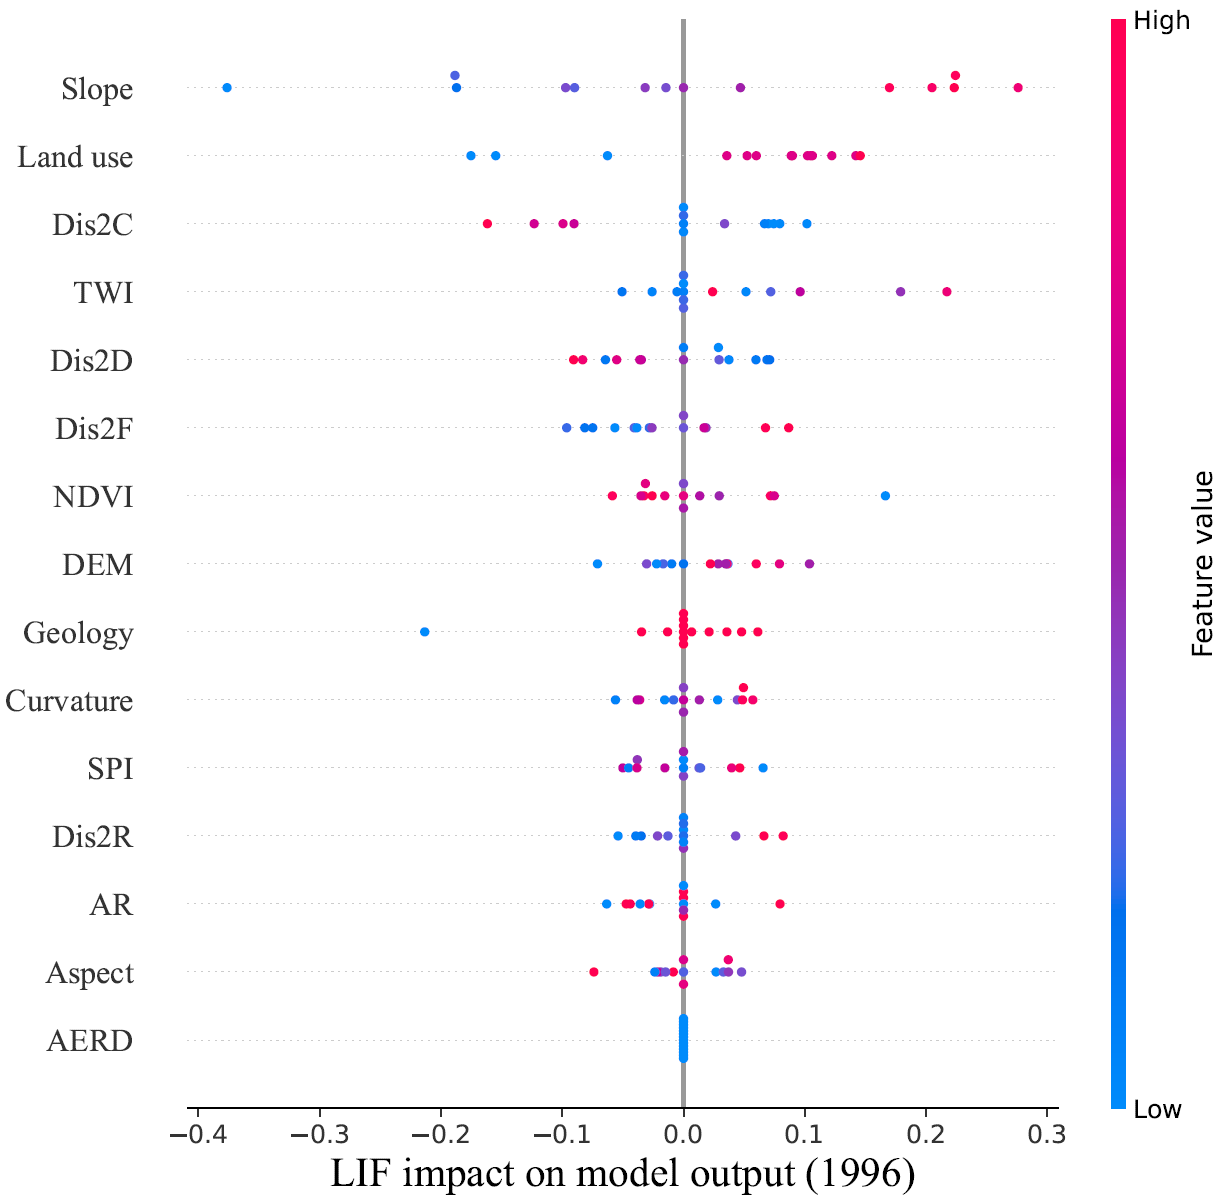 High
Slope
Land use
Dis2C
TWI
Dis2D
Dis2F
NDVI
DEM
Geology
Curvature
SPI
Dis2R
AR
Aspect
AERD
Feature value
Low
−0.4 −0.3 −0.2 −0.1 0.0 0.1 0.2 0.3
LIF impact on model output (1996)